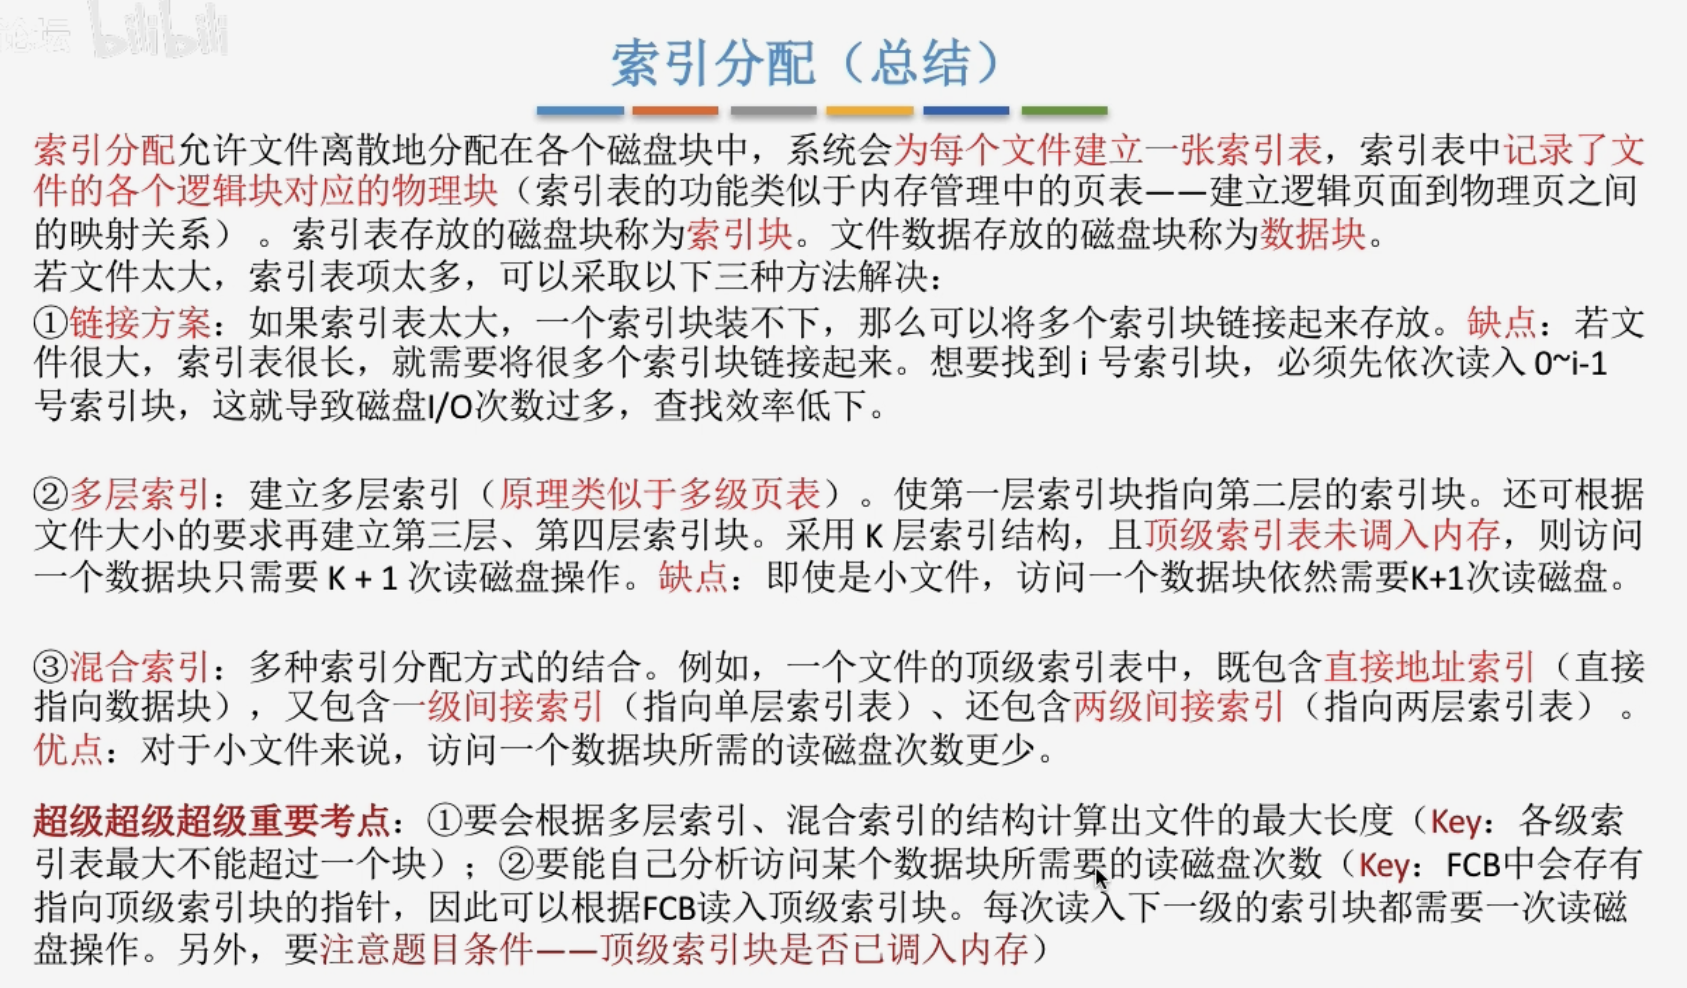 论坛 bilibili
索引分配（总结）
索引分配允许文件离散地分配在各个磁盘块中，系统会为每个文件建立一张索引表，索引表中记录了文
件的各个逻辑块对应的物理块（索引表的功能类似于内存管理中的页表——建立逻辑页面到物理页之间
的映射关系）。索引表存放的磁盘块称为索引块。文件数据存放的磁盘块称为数据块。
若文件太大，索引表项太多，可以采取以下三种方法解决：
①链接方案：如果索引表太大，一个索引块装不下，那么可以将多个索引块链接起来存放。缺点：若文
件很大，索引表很长，就需要将很多个索引块链接起来。想要找到 i 号索引块，必须先依次读入 0~i-1
号索引块，这就导致磁盘I/O次数过多，查找效率低下。
②多层索引：建立多层索引（原理类似于多级页表）。使第一层索引块指向第二层的索引块。还可根据
文件大小的要求再建立第三层、第四层索引块。采用 K 层索引结构，且顶级索引表未调入内存，则访问
一个数据块只需要 K + 1 次读磁盘操作。缺点：即使是小文件，访问一个数据块依然需要K+1次读磁盘。
③混合索引：多种索引分配方式的结合。例如，一个文件的顶级索引表中，既包含直接地址索引（直接
指向数据块），又包含一级间接索引（指向单层索引表）、还包含两级间接索引（指向两层索引表）。
优点：对于小文件来说，访问一个数据块所需的读磁盘次数更少。
超级超级超级重要考点：①要会根据多层索引、混合索引的结构计算出文件的最大长度（Key：各级索
引表最大不能超过一个块）；②要能自己分析访问某个数据块所需要的读磁盘次数（Key：FCB中会存有
指向顶级索引块的指针，因此可以根据FCB读入顶级索引块。每次读入下一级的索引块都需要一次读磁
盘操作。另外，要注意题目条件——顶级索引块是否已调入内存）